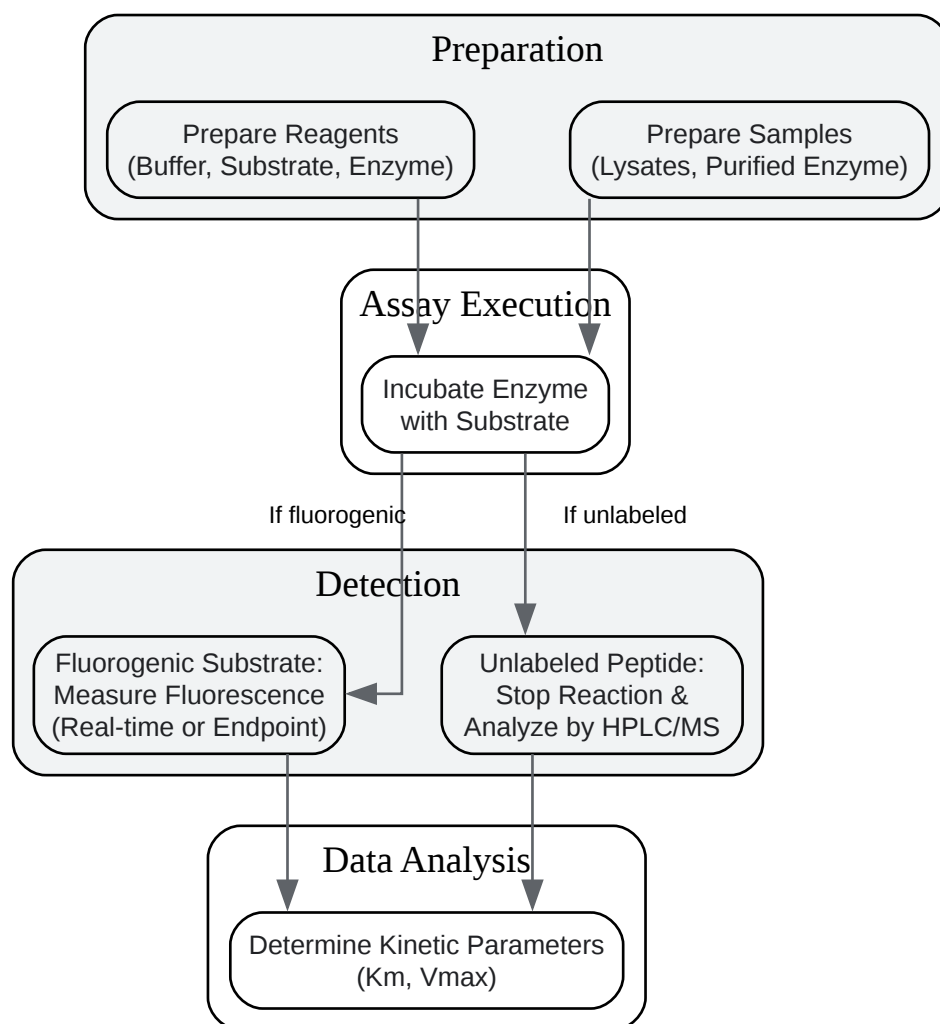 Preparation
Prepare Reagents
(Buffer, Substrate, Enzyme)
Prepare Samples
(Lysates, Purified Enzyme)
Assay Execution
Incubate Enzyme
with Substrate
If fluorogenic
If unlabeled
Detection
Fluorogenic Substrate:
Measure Fluorescence
(Real-time or Endpoint)
Unlabeled Peptide:
Stop Reaction &
Analyze by HPLC/MS
Data Analysis
Determine Kinetic Parameters
(Km, Vmax)